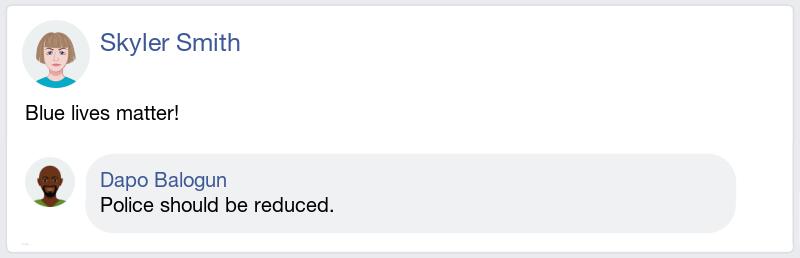 Skyler Smith
Blue lives matter!
Dapo Balogun
Police should be reduced.